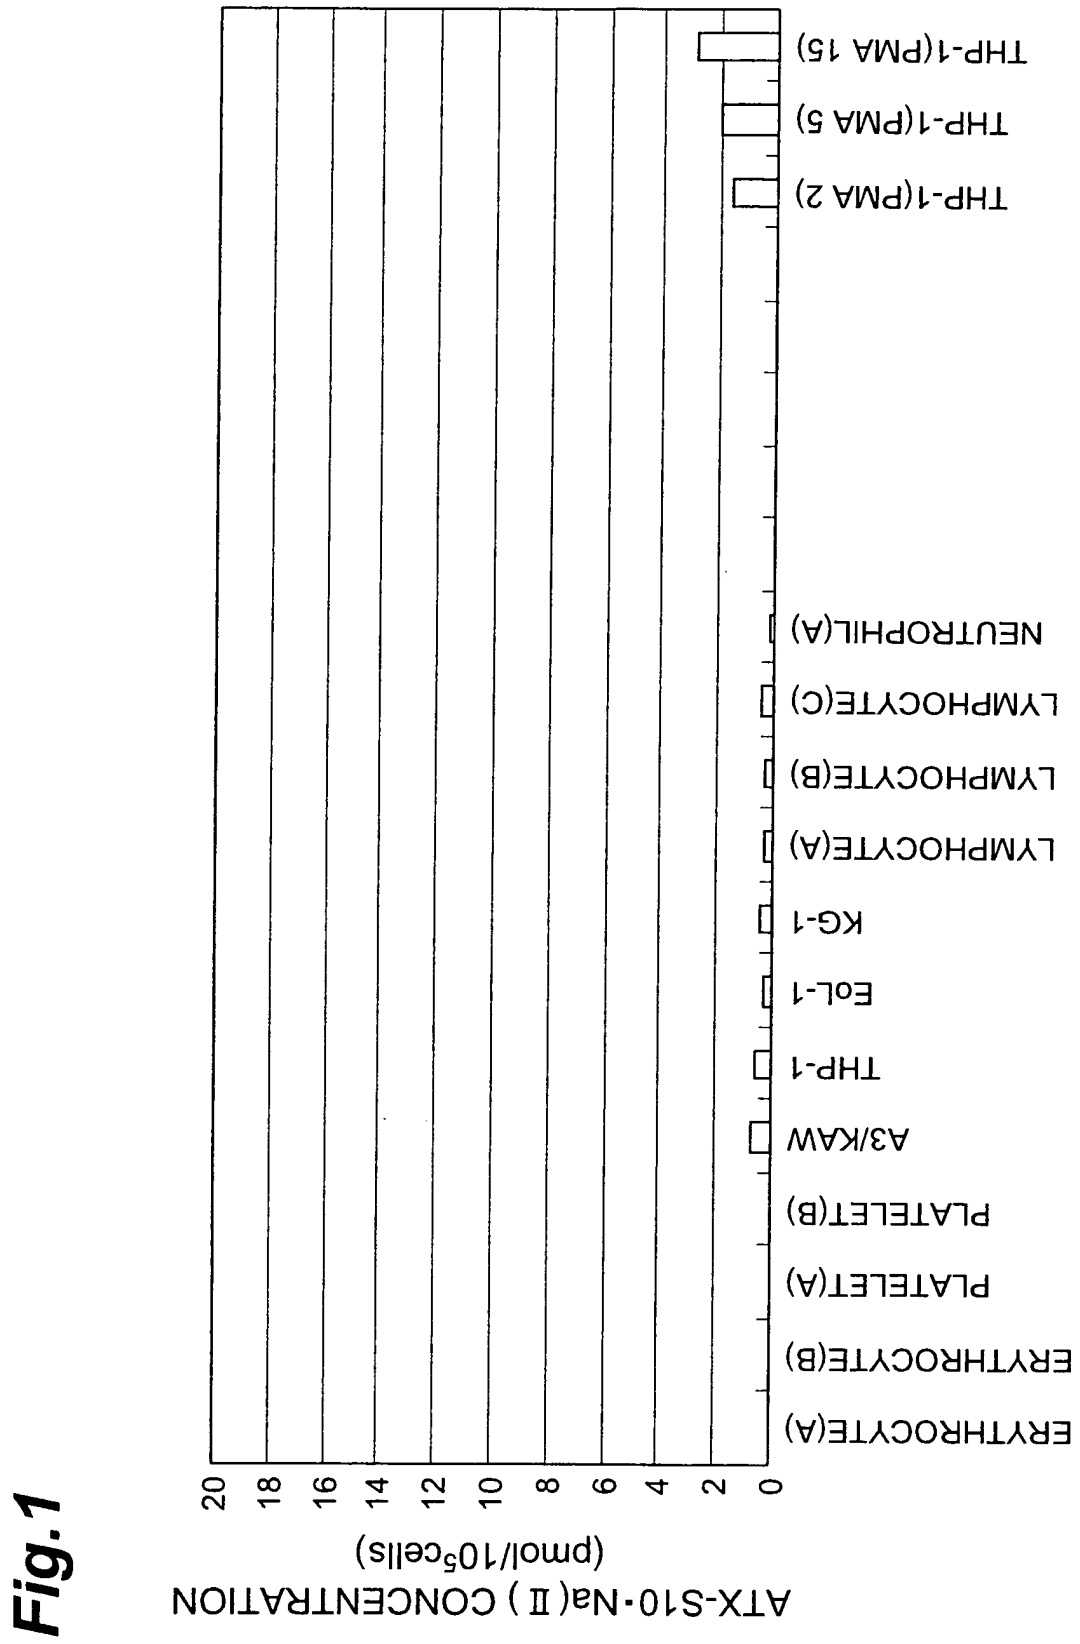 Fig.1
ATX-S10·Na(Ⅱ) CONCENTRATION
(pmol/10⁵cells)
20
18
16
14
12
10
8
6
4
2
0
ERYTHROCYTE(A)
ERYTHROCYTE(B)
PLATELET(A)
PLATELET(B)
A3/KAW
THP-1
EoL-1
KG-1
LYMPHOCYTE(A)
LYMPHOCYTE(B)
LYMPHOCYTE(C)
NEUTROPHIL(A)
THP-1(PMA 2)
THP-1(PMA 5)
THP-1(PMA 15)